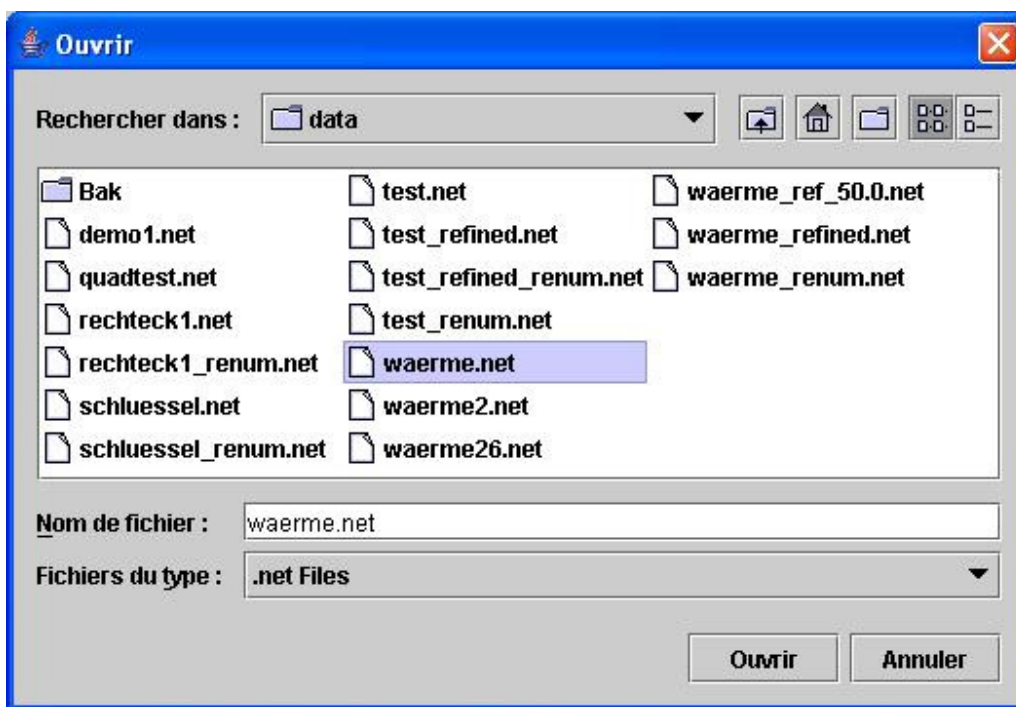 Ouvrir
Rechercher dans : data
Bak
demo1.net
quadtest.net
rechteck1.net
rechteck1_renum.net
schluessel.net
schluessel_renum.net
test.net
test_refined.net
test_refined_renum.net
test_renum.net
waerme.net
waerme2.net
waerme26.net
waerme_ref_50.0.net
waerme_refined.net
waerme_renum.net
Nom de fichier : waerme.net
Fichiers du type : .net Files
Ouvrir Annuler